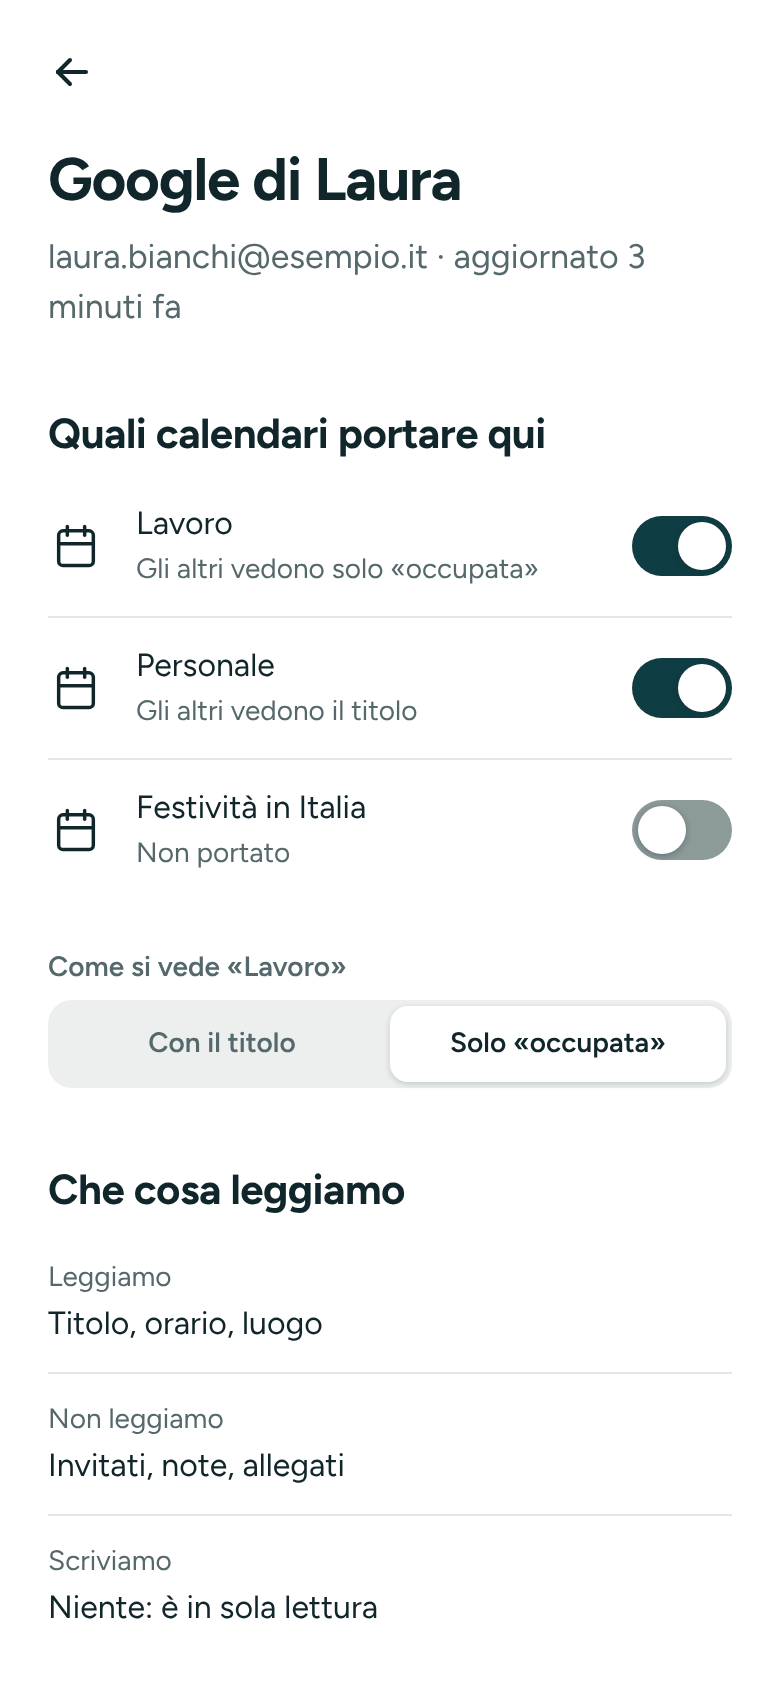 Google di Laura
laura.bianchi@esempio.it · aggiornato 3
minuti fa
Quali calendari portare qui
Lavoro
Gli altri vedono solo «occupata»
Personale
Gli altri vedono il titolo
Festività in Italia
Non portato
Come si vede «Lavoro»
Con il titolo
Solo «occupata»
Che cosa leggiamo
Leggiamo
Titolo, orario, luogo
Non leggiamo
Invitati, note, allegati
Scriviamo
Niente: è in sola lettura